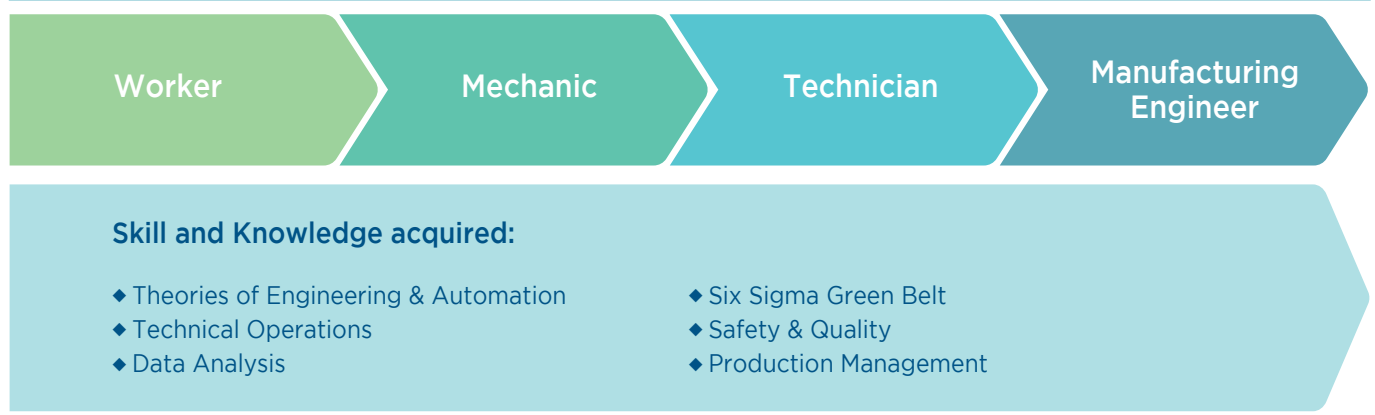 Worker
Mechanic
Technician
Manufacturing
Engineer
Skill and Knowledge acquired:
◆ Theories of Engineering & Automation
◆ Technical Operations
◆ Data Analysis
◆ Six Sigma Green Belt
◆ Safety & Quality
◆ Production Management